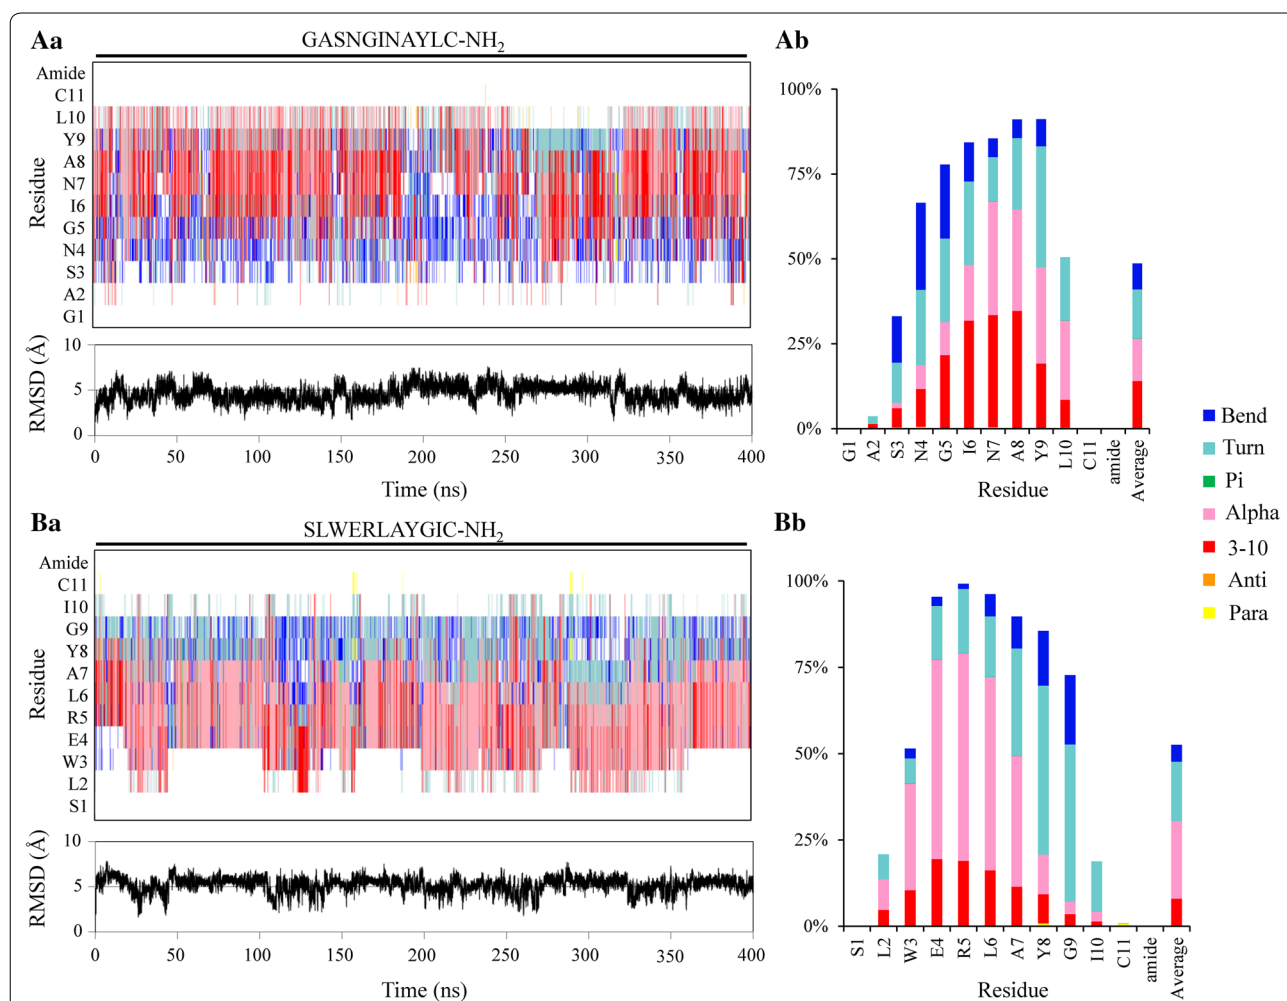 Aa
GASNGINAYLC-NH2
Residue
Amide
C11
L10
Y9
A8
N7
I6
G5
N4
S3
A2
G1
RMSD (Å)
10
5
0
0 50 100 150 200 250 300 350 400
Time (ns)
Ab
100%
75%
50%
25%
0%
G1 A2 S3 N4 G5 I6 N7 A8 Y9 L10 C11 amide Average
Residue
Bend
Turn
Pi
Alpha
3-10
Anti
Para
Ba
SLWERLAYGIC-NH2
Residue
Amide
C11
I10
G9
Y8
A7
L6
R5
E4
W3
L2
S1
RMSD (Å)
10
5
0
0 50 100 150 200 250 300 350 400
Time (ns)
Bb
100%
75%
50%
25%
0%
S1 L2 W3 E4 R5 L6 A7 Y8 G9 I10 C11 amide Average
Residue